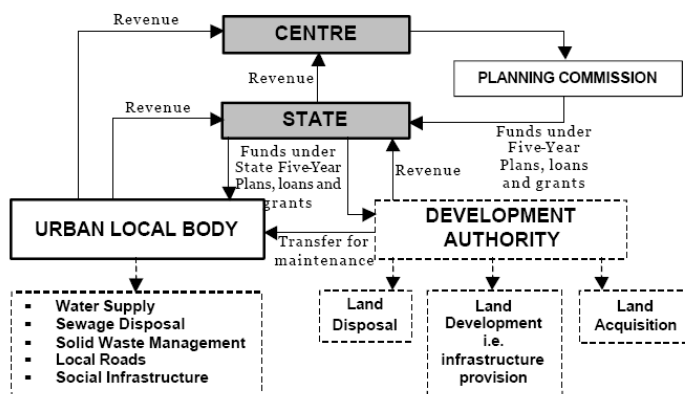 Revenue
CENTRE
Revenue
PLANNING COMMISSION
Revenue
STATE
Funds under
State Five-Year
Plans, loans and
grants
Revenue
Funds under
Five-Year
Plans, loans
and grants
URBAN LOCAL BODY
Transfer for
maintenance
DEVELOPMENT
AUTHORITY
▪ Water Supply
▪ Sewage Disposal
▪ Solid Waste Management
▪ Local Roads
▪ Social Infrastructure
Land
Disposal
Land
Development
i.e.
infrastructure
provision
Land
Acquisition